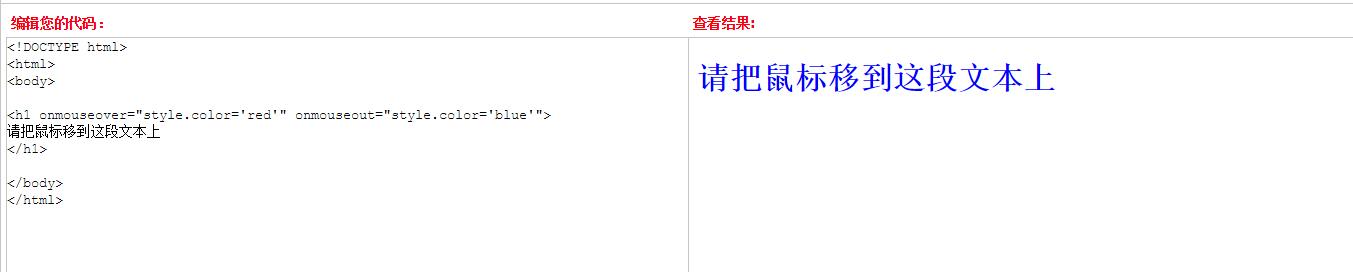 编辑您的代码：
查看结果:
<!DOCTYPE html>
<html>
<body>
<h1 onmouseover="style.color='red'" onmouseout="style.color='blue'">
请把鼠标移到这段文本上
</h1>
</body>
</html>
请把鼠标移到这段文本上